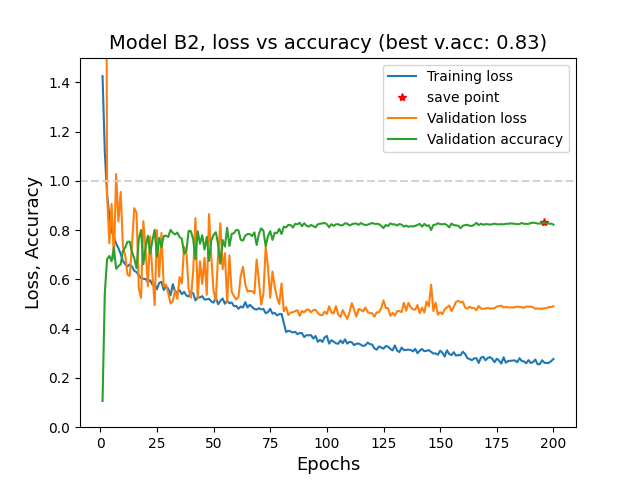 Model B2, loss vs accuracy (best v.acc: 0.83)
Training loss
save point
Validation loss
Validation accuracy
Loss, Accuracy
1.4
1.2
1.0
0.8
0.6
0.4
0.2
0.0
0 25 50 75 100 125 150 175 200
Epochs